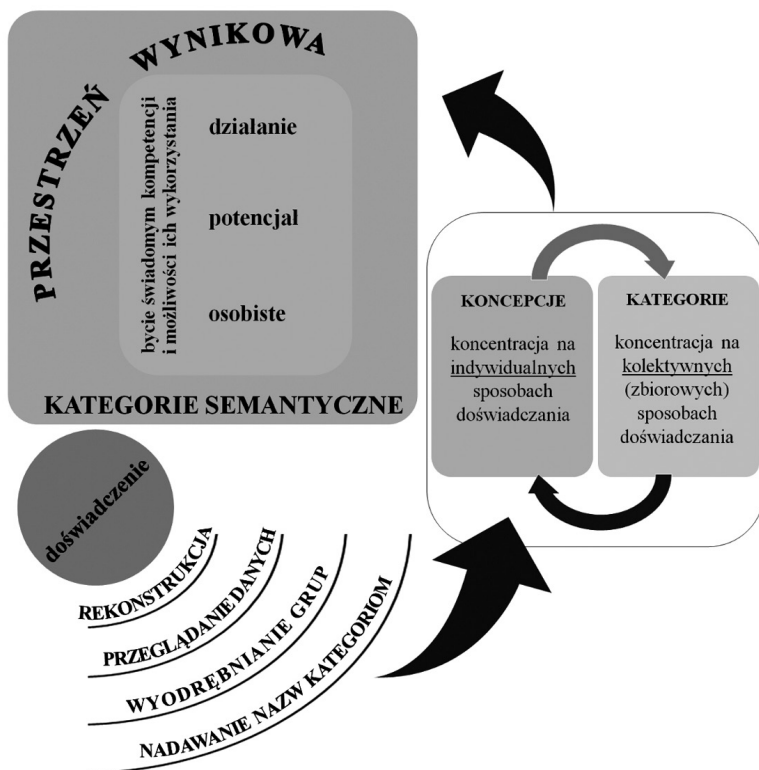 PRZESTRZEŃ WYNIKOWA
bycie świadomym kompetencji
i możliwości ich wykorzystania
działanie
potencjał
osobiste
KATEGORIE SEMANTYCZNE
KONCEPCJE
koncentracja na
indywidualnych
sposobach
doświadczania
KATEGORIE
koncentracja na
kolektywnych
(zbiorowych)
sposobach
doświadczania
doświadczenie
REKONSTRUKCJA
PRZEGLĄDANIE DANYCH
WYODRĘBNIANIE GRUP
NADAWANIE NAZW KATEGORIOM